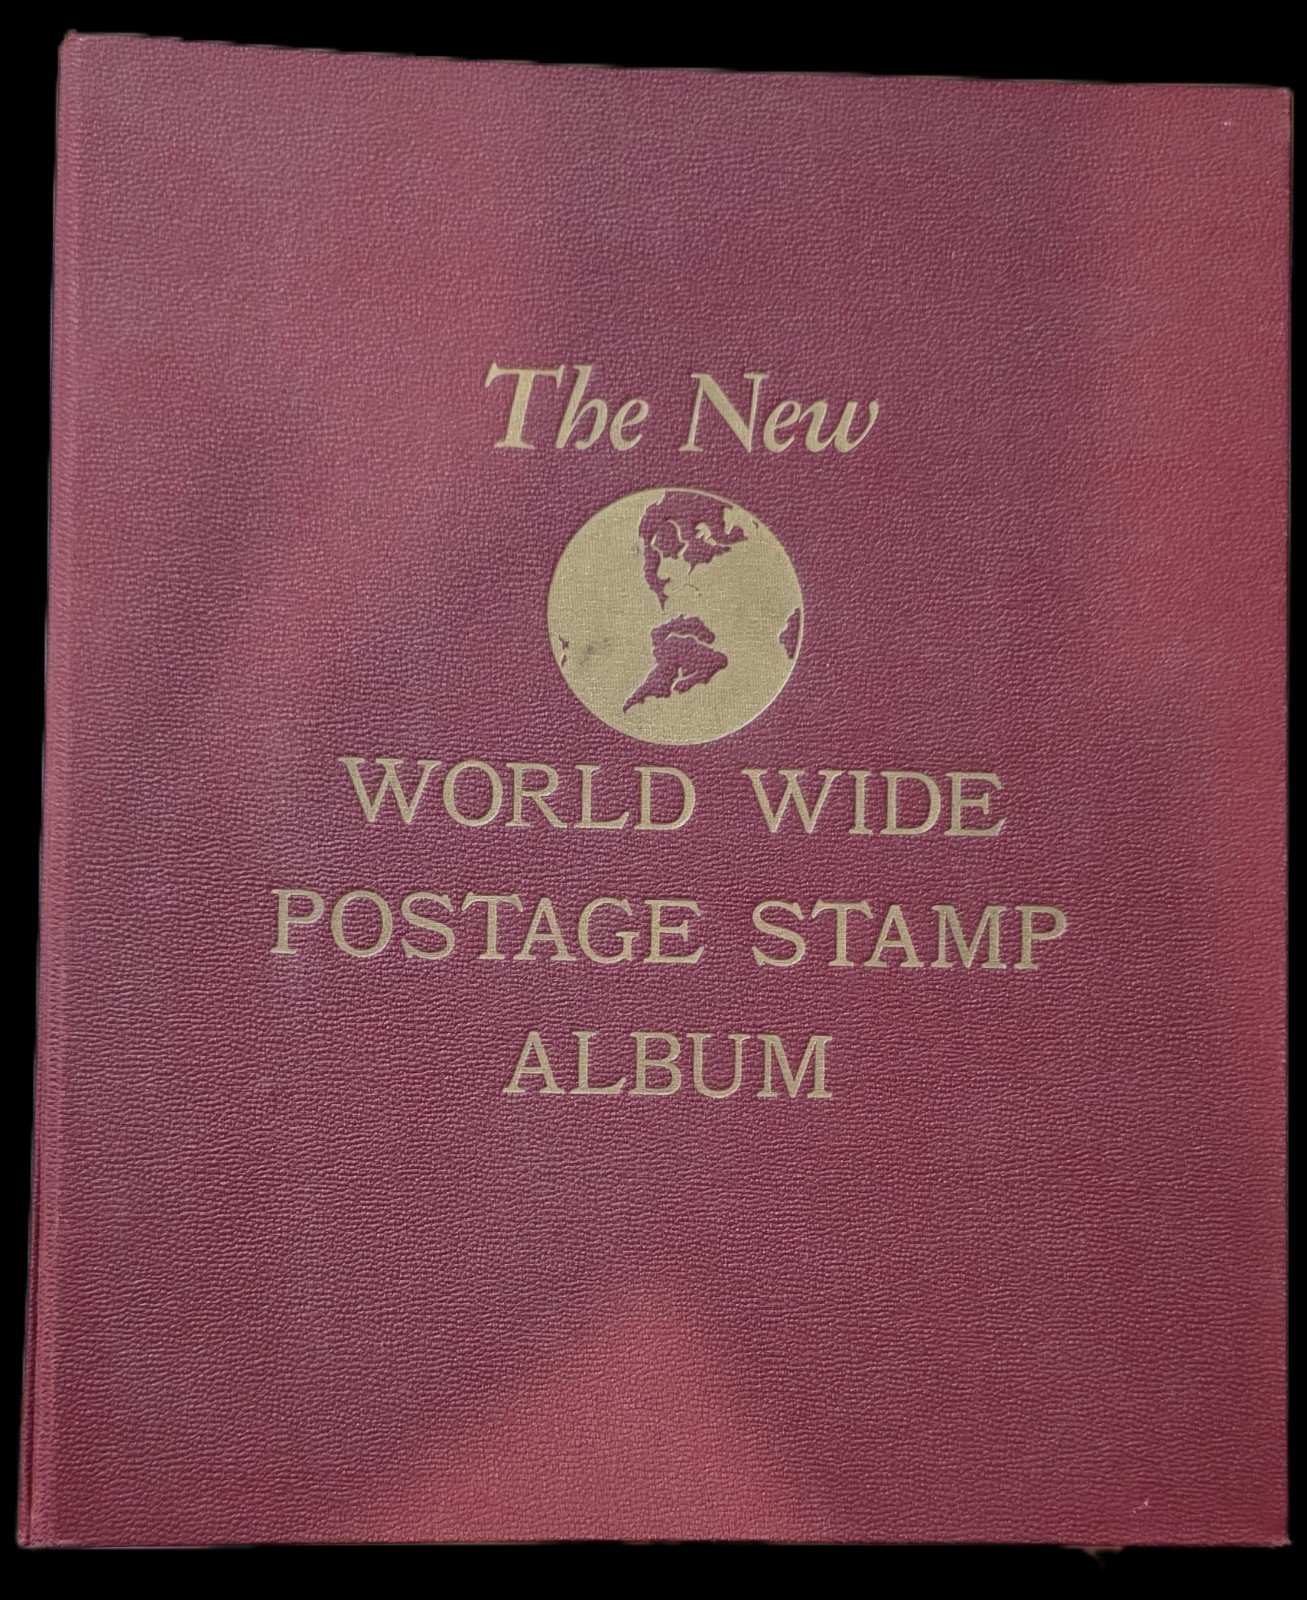 The New
WORLD WIDE
POSTAGE STAMP
ALBUM